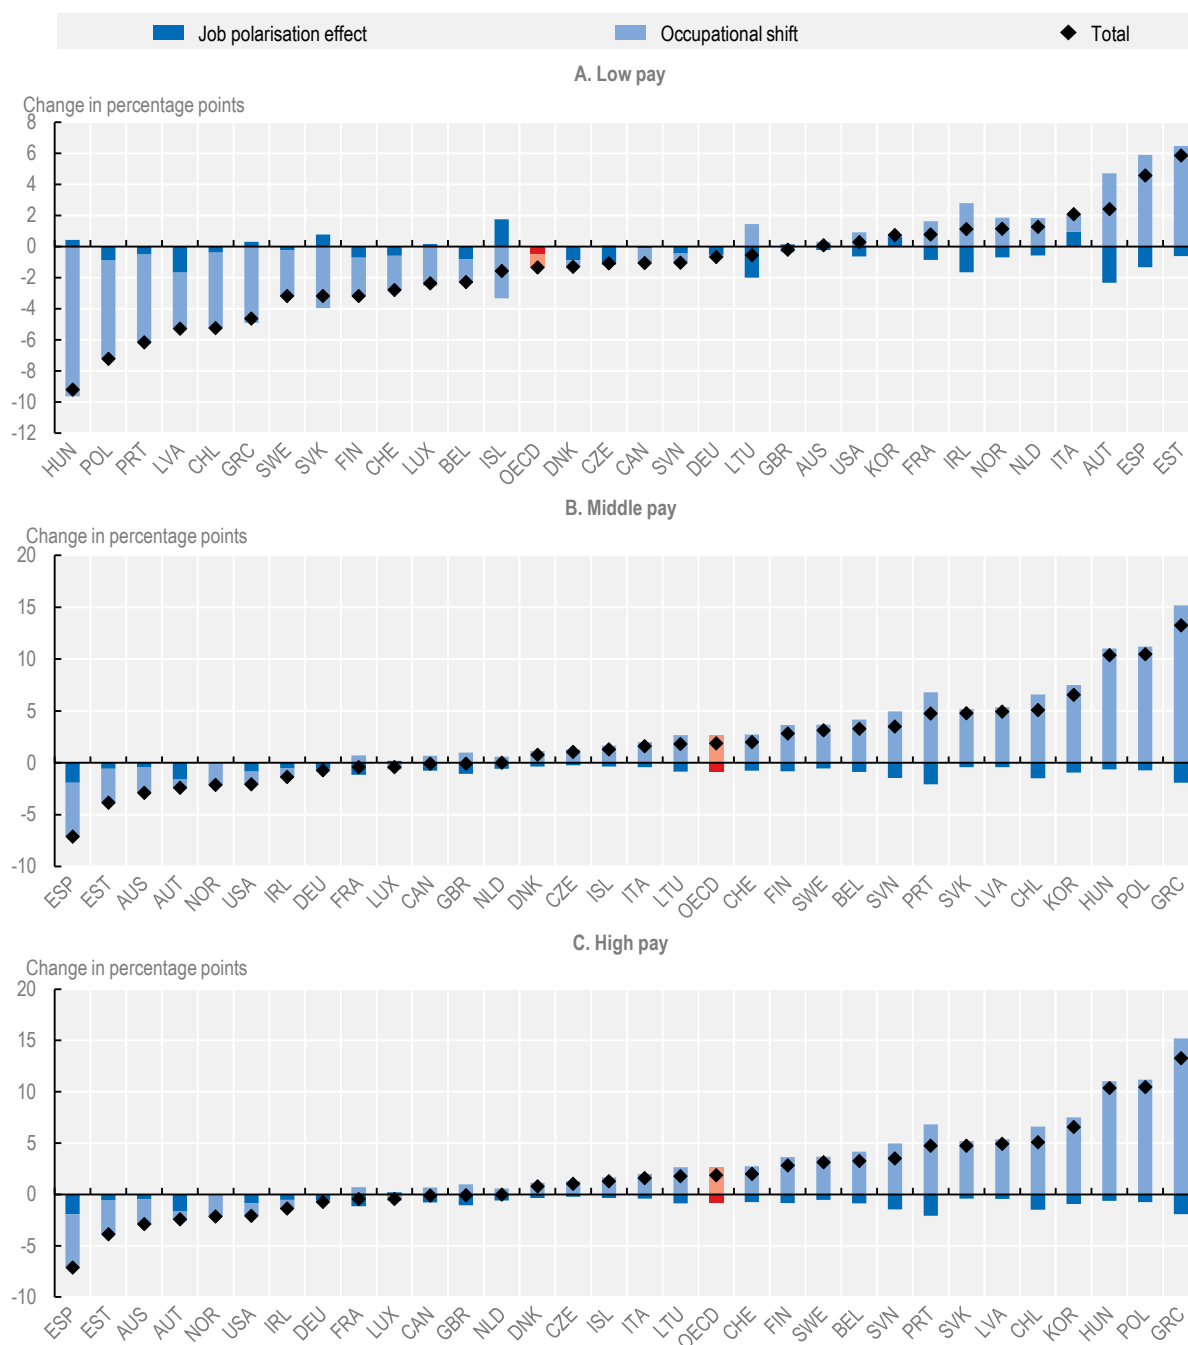 Job polarisation effect Occupational shift Total
A. Low pay
Change in percentage points
8
6
4
2
0
-2
-4
-6
-8
-10
-12
HUN POL PRT LVA CHL GRC SWE SVK FIN CHE LUX BEL ISL OECD DNK CZE CAN SVN DEU LTU GBR AUS USA KOR FRA IRL NOR NLD ITA AUT ESP EST
B. Middle pay
Change in percentage points
20
15
10
5
0
-5
-10
ESP EST AUS AUT NOR USA IRL DEU FRA LUX CAN GBR NLD DNK CZE ISL ITA LTU OECD CHE FIN SWE BEL SVN PRT SVK LVA CHL KOR HUN POL GRC
C. High pay
Change in percentage points
20
15
10
5
0
-5
-10
ESP EST AUS AUT NOR USA IRL DEU FRA LUX CAN GBR NLD DNK CZE ISL ITA LTU OECD CHE FIN SWE BEL SVN PRT SVK LVA CHL KOR HUN POL GRC